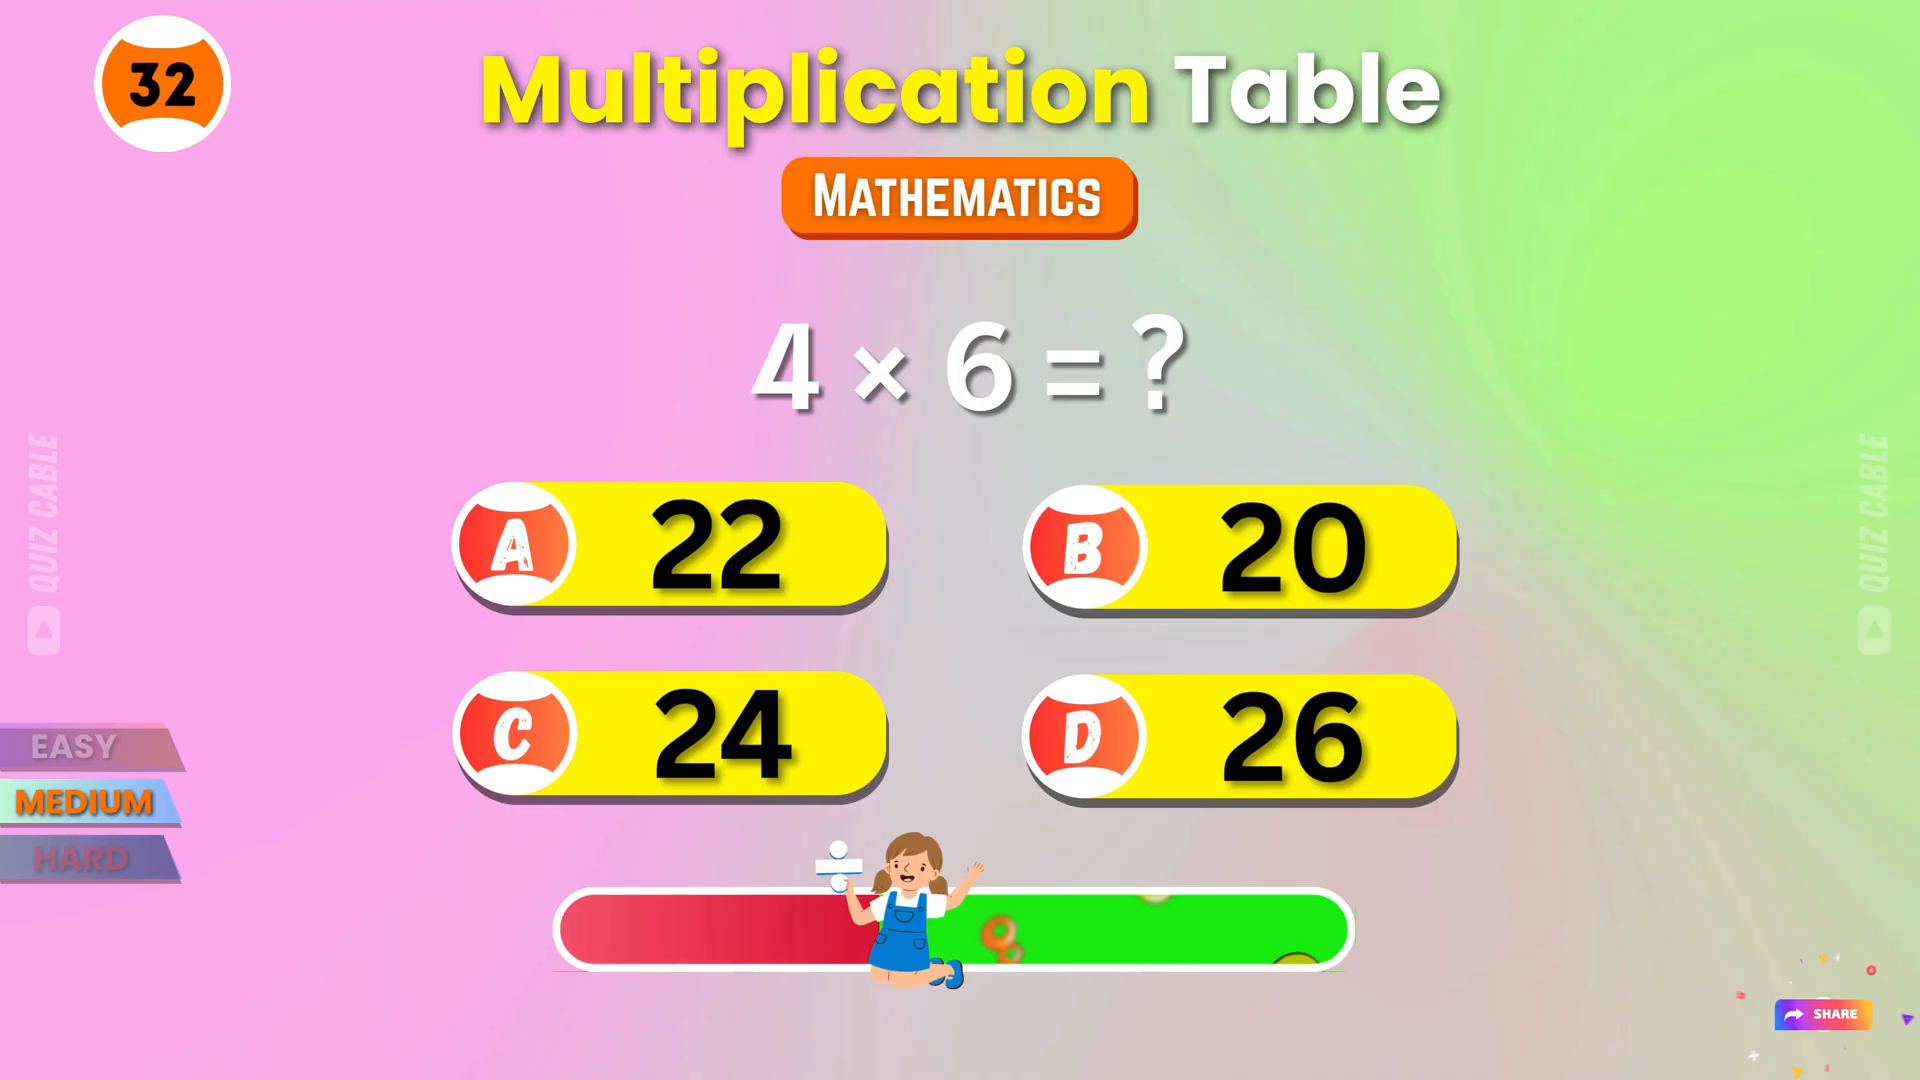 32
Multiplication Table
MATHEMATICS
4 × 6 = ?
A 22
B 20
C 24
D 26
QUIZ CABLE
QUIZ CABLE
EASY
MEDIUM
HARD
SHARE